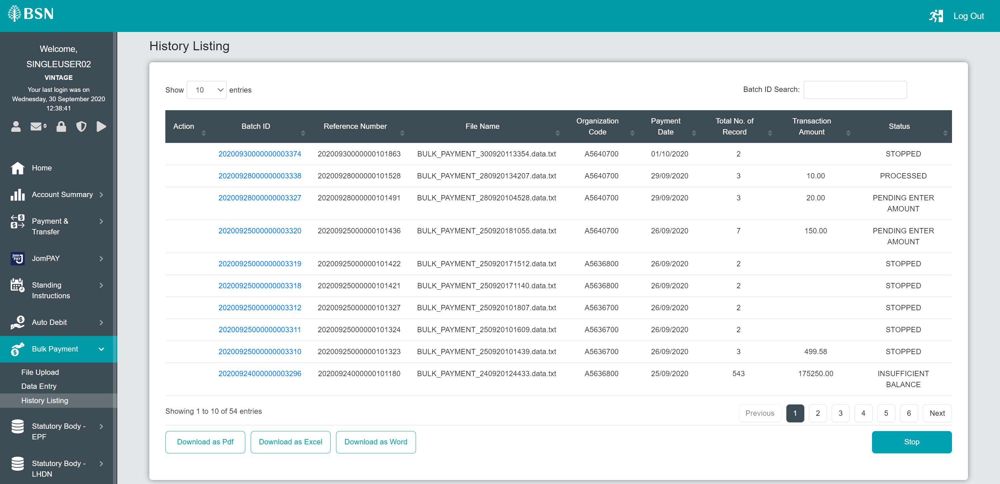 BSN
Log Out
Welcome,
SINGLEUSER02
VINTAGE
Your last login was on
Wednesday, 30 September 2020
12:38:41
0
Home
Account Summary
Payment &
Transfer
Jom
PAY
JomPAY
Standing
Instructions
Auto Debit
Bulk Payment
File Upload
Data Entry
History Listing
Statutory Body -
EPF
Statutory Body -
LHDN
History Listing
Show 10 entries
Batch ID Search:
Action Batch ID Reference Number File Name Organization Code Payment Date Total No. of Record Transaction Amount Status
20200930000000003374 20200930000000101863 BULK_PAYMENT_300920113354.data.txt A5640700 01/10/2020 2 STOPPED
20200928000000003338 20200928000000101528 BULK_PAYMENT_280920134207.data.txt A5640700 29/09/2020 3 10.00 PROCESSED
20200928000000003327 20200928000000101491 BULK_PAYMENT_280920104528.data.txt A5640700 29/09/2020 3 20.00 PENDING ENTER
AMOUNT
20200925000000003320 20200925000000101436 BULK_PAYMENT_250920181055.data.txt A5640700 26/09/2020 7 150.00 PENDING ENTER
AMOUNT
20200925000000003319 20200925000000101422 BULK_PAYMENT_250920171512.data.txt A5636800 26/09/2020 2 STOPPED
20200925000000003318 20200925000000101421 BULK_PAYMENT_250920171140.data.txt A5636800 26/09/2020 2 STOPPED
20200925000000003312 20200925000000101327 BULK_PAYMENT_250920101807.data.txt A5636700 26/09/2020 2 STOPPED
20200925000000003311 20200925000000101324 BULK_PAYMENT_250920101609.data.txt A5636700 26/09/2020 2 STOPPED
20200925000000003310 20200925000000101323 BULK_PAYMENT_250920101439.data.txt A5636700 26/09/2020 3 499.58 STOPPED
20200924000000003296 20200924000000101180 BULK_PAYMENT_240920124433.data.txt A5636800 25/09/2020 543 175250.00 INSUFFICIENT
BALANCE
Showing 1 to 10 of 54 entries
Previous 1 2 3 4 5 6 Next
Download as Pdf Download as Excel Download as Word Stop